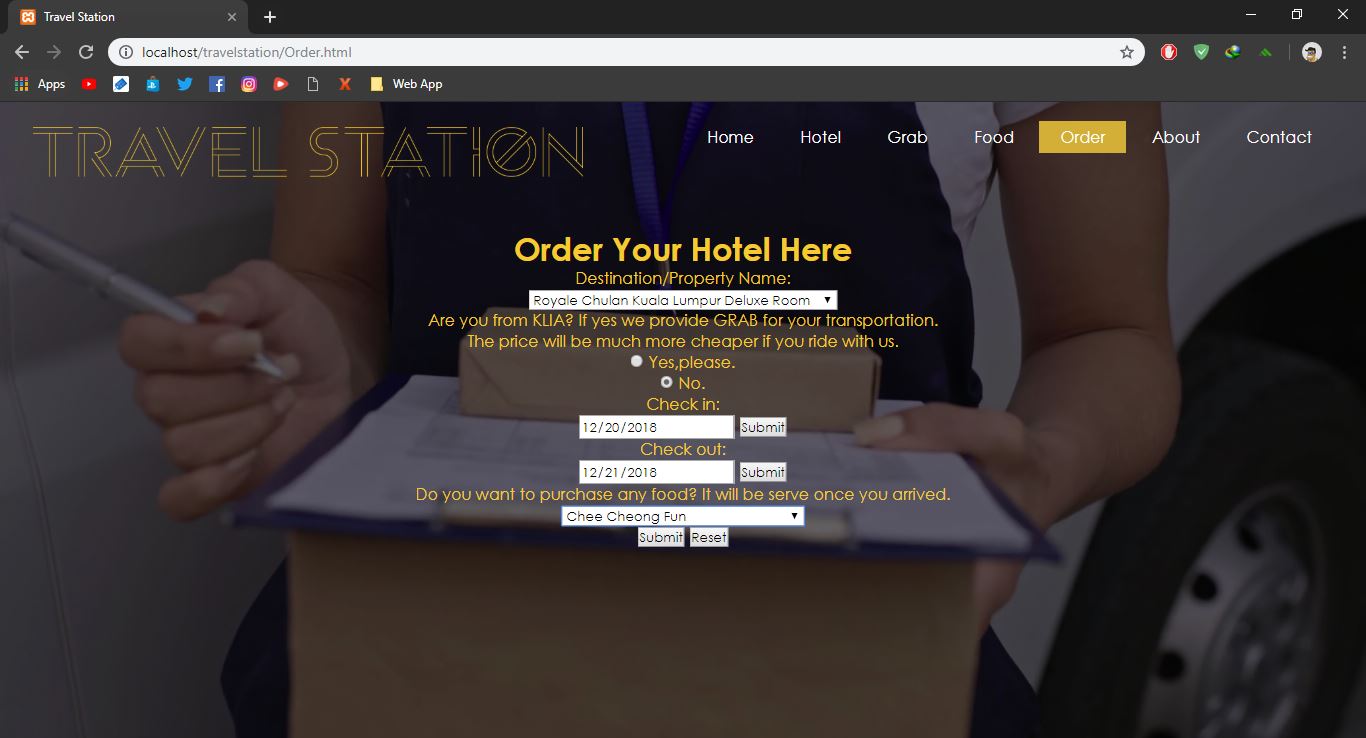 Travel Station
localhost/travelstation/Order.html
Apps
Web App
TRAVEL STATION
Home Hotel Grab Food Order About Contact
Order Your Hotel Here
Destination/Property Name:
Royale Chulan Kuala Lumpur Deluxe Room
Are you from KLIA? If yes we provide GRAB for your transportation.
The price will be much more cheaper if you ride with us.
Yes,please.
No.
Check in:
12/20/2018 Submit
Check out:
12/21/2018 Submit
Do you want to purchase any food? It will be serve once you arrived.
Chee Cheong Fun
Submit Reset